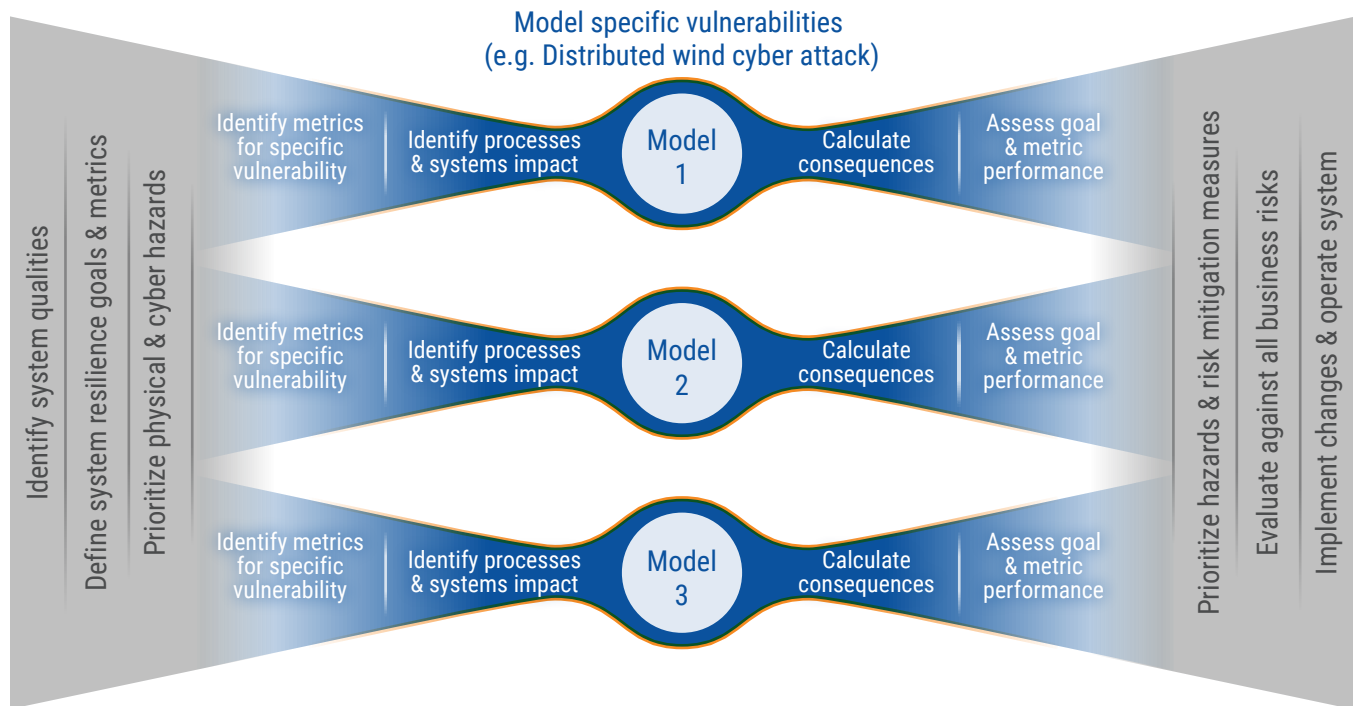 Model specific vulnerabilities
(e.g. Distributed wind cyber attack)
Identify system qualities
Define system resilience goals & metrics
Prioritize physical & cyber hazards
Identify metrics
for specific
vulnerability
Identify processes
& systems impact
Model
1
Calculate
consequences
Assess goal
& metric
performance
Identify metrics
for specific
vulnerability
Identify processes
& systems impact
Model
2
Calculate
consequences
Assess goal
& metric
performance
Identify metrics
for specific
vulnerability
Identify processes
& systems impact
Model
3
Calculate
consequences
Assess goal
& metric
performance
Prioritize hazards & risk mitigation measures
Evaluate against all business risks
Implement changes & operate system